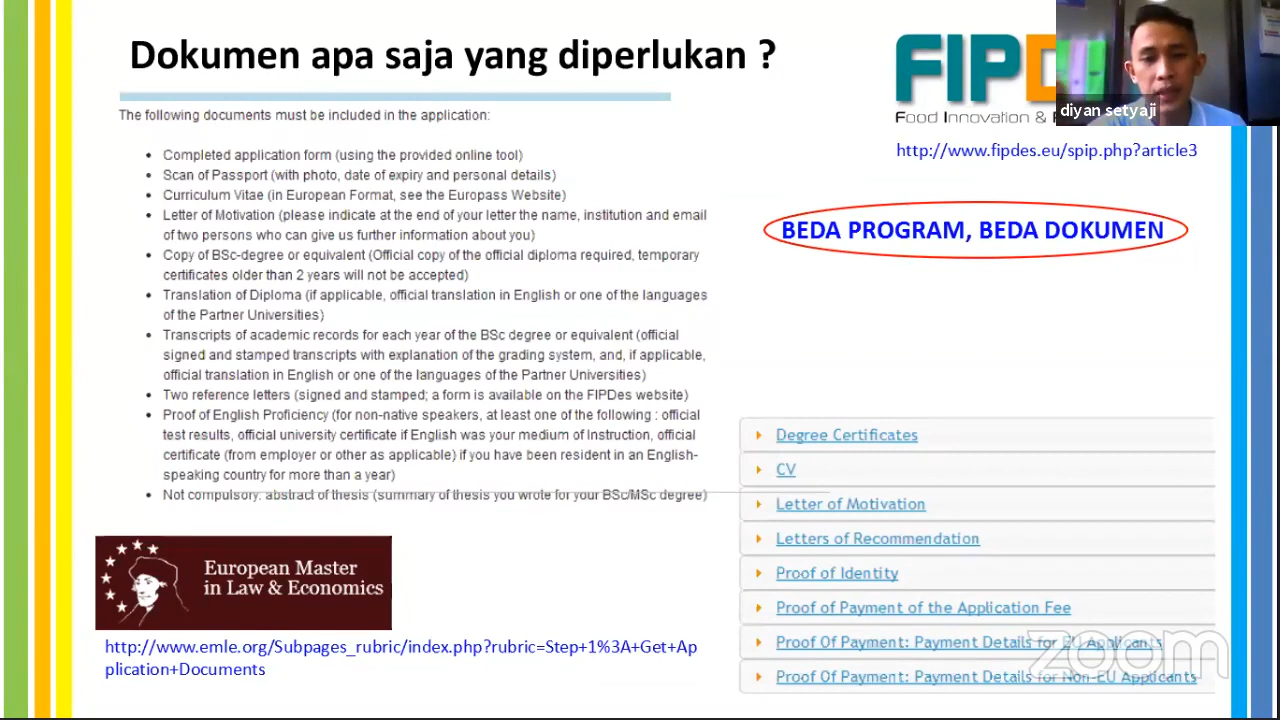 Dokumen apa saja yang diperlukan ?
FIPD
Food Innovation &
diyan setyaji
http://www.fipdes.eu/spip.php?article3
The following documents must be included in the application:
• Completed application form (using the provided online tool)
• Scan of Passport (with photo, date of expiry and personal details)
• Curriculum Vitae (in European Format, see the Europass Website)
• Letter of Motivation (please indicate at the end of your letter the name, institution and email
of two persons who can give us further information about you)
• Copy of BSc-degree or equivalent (Official copy of the official diploma required, temporary
certificates older than 2 years will not be accepted)
• Translation of Diploma (if applicable, official translation in English or one of the languages
of the Partner Universities)
• Transcripts of academic records for each year of the BSc degree or equivalent (official
signed and stamped transcripts with explanation of the grading system, and, if applicable,
official translation in English or one of the languages of the Partner Universities)
• Two reference letters (signed and stamped; a form is available on the FIPDes website)
• Proof of English Proficiency (for non-native speakers, at least one of the following : official
test results, official university certificate if English was your medium of Instruction, official
certificate (from employer or other as applicable) if you have been resident in an English-
speaking country for more than a year)
• Not compulsory: abstract of thesis (summary of thesis you wrote for your BSc/MSc degree)
BEDA PROGRAM, BEDA DOKUMEN
Degree Certificates
CV
Letter of Motivation
Letters of Recommendation
Proof of Identity
Proof of Payment of the Application Fee
Proof Of Payment: Payment Details for EU Applicants
Proof Of Payment: Payment Details for Non-EU Applicants
zoom
European Master
in Law & Economics
http://www.emle.org/Subpages_rubric/index.php?rubric=Step+1%3A+Get+Ap
plication+Documents